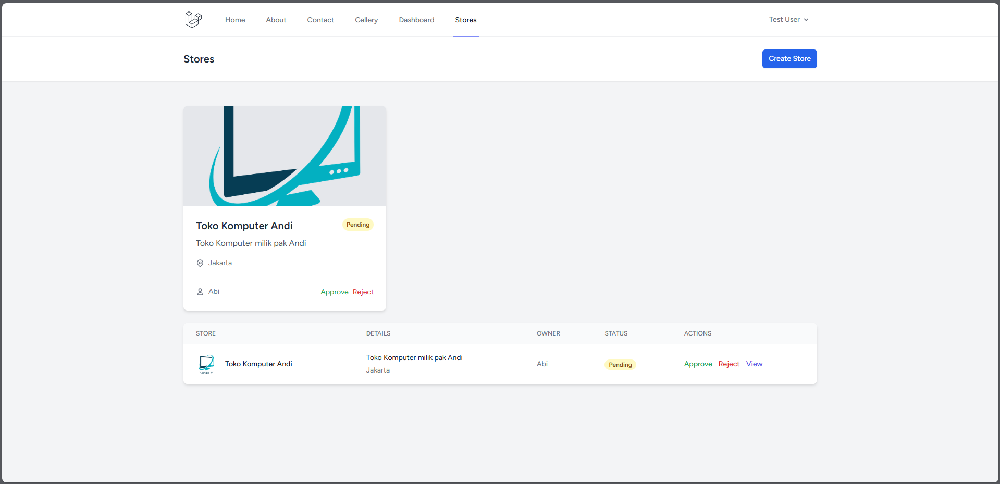 Home About Contact Gallery Dashboard Stores Test User
Stores Create Store
Toko Komputer Andi Pending
Toko Komputer milik pak Andi
Jakarta
Abi Approve Reject
STORE DETAILS OWNER STATUS ACTIONS
Toko Komputer Andi Toko Komputer milik pak Andi Abi Pending Approve Reject View
Jakarta